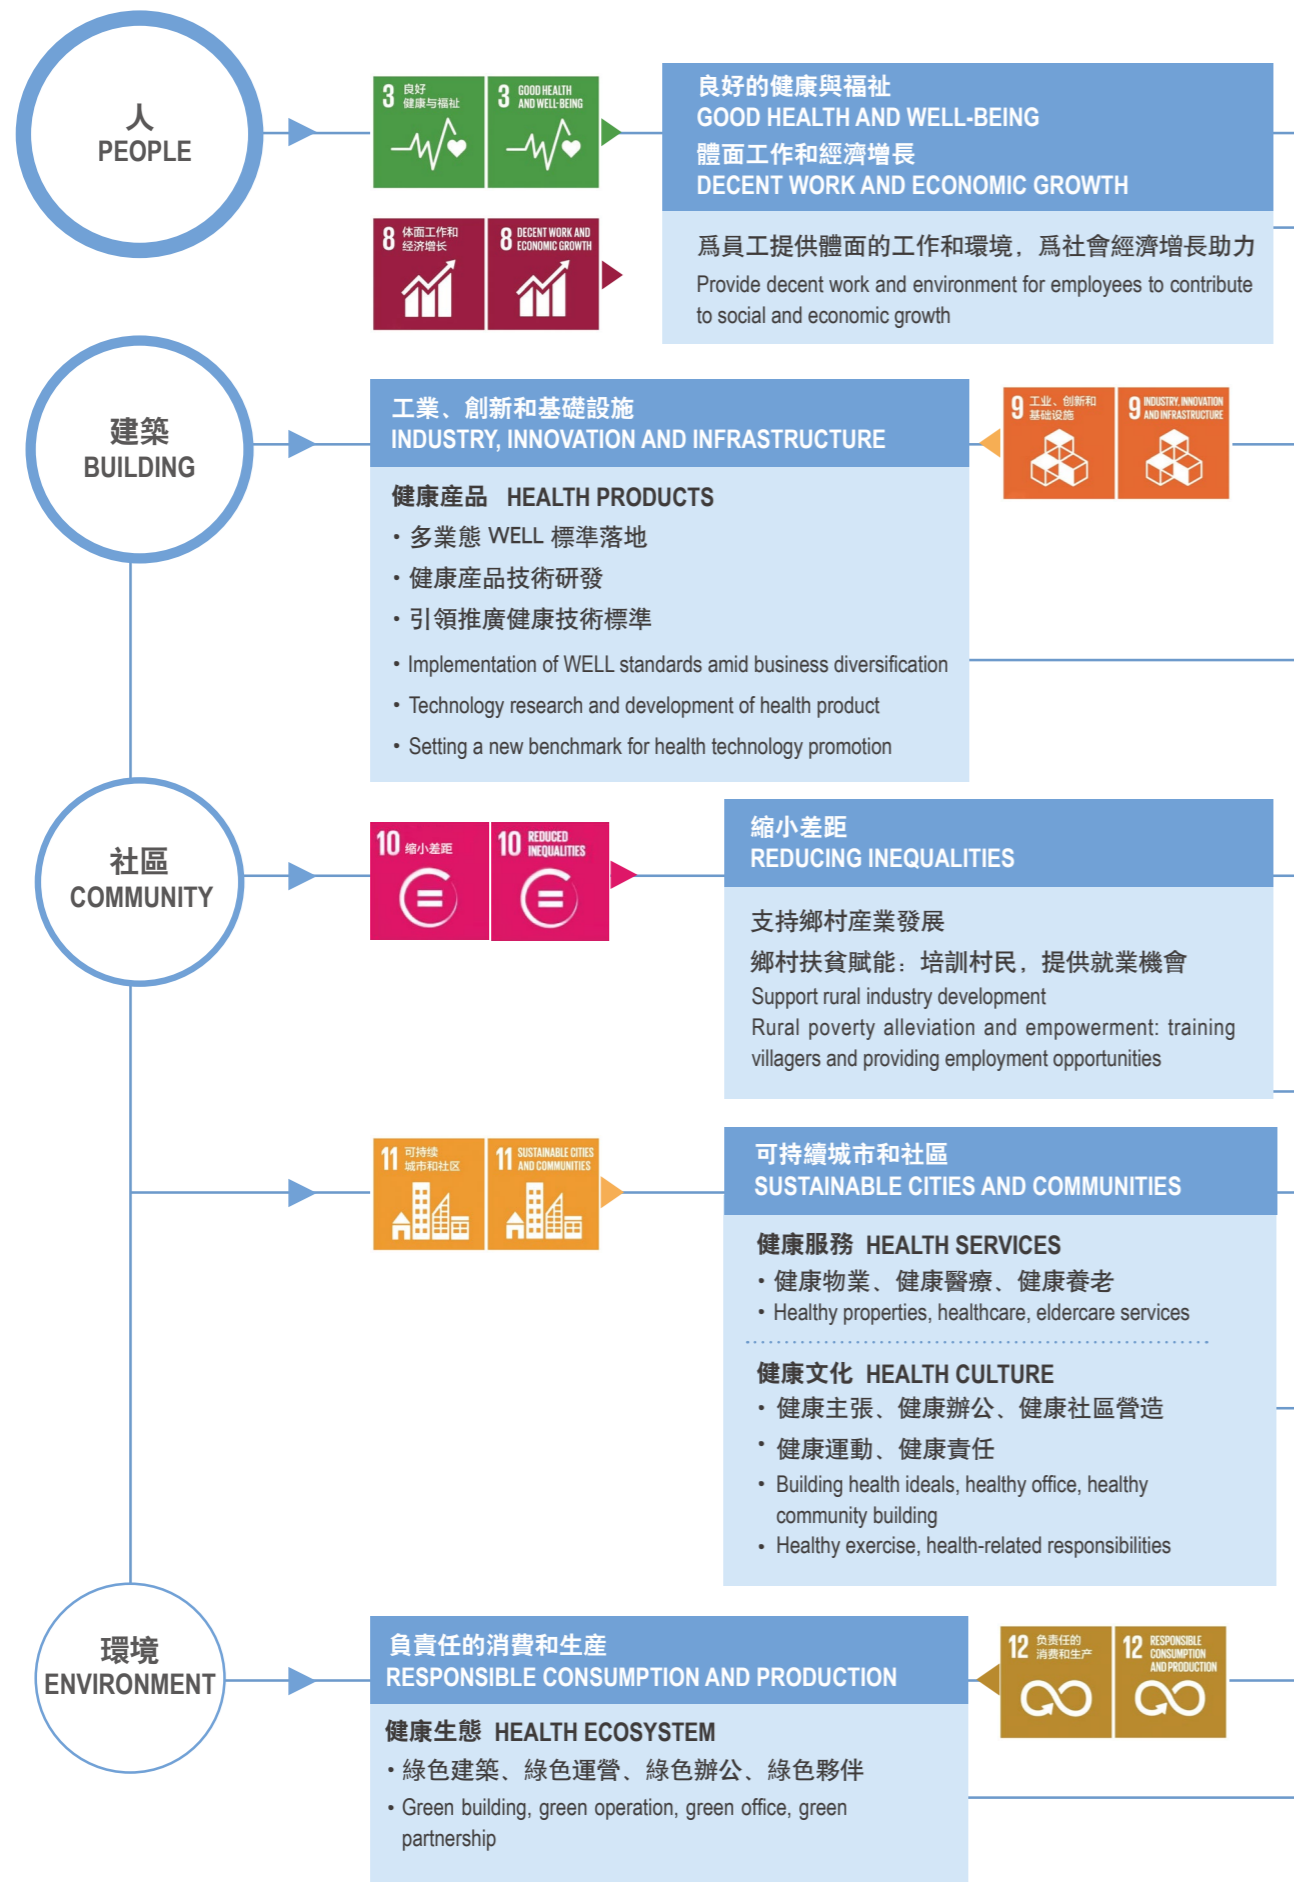 人
PEOPLE
3 良好
健康与福祉
3 GOOD HEALTH
AND WELL-BEING
8 体面工作和
经济增长
8 DECENT WORK AND
ECONOMIC GROWTH
良好的健康與福祉
GOOD HEALTH AND WELL-BEING
體面工作和經濟增長
DECENT WORK AND ECONOMIC GROWTH
爲員工提供體面的工作和環境，爲社會經濟增長助力
Provide decent work and environment for employees to contribute
to social and economic growth
建築
BUILDING
工業、創新和基礎設施
INDUSTRY, INNOVATION AND INFRASTRUCTURE
健康産品 HEALTH PRODUCTS
・多業態 WELL 標準落地
・健康産品技術研發
・引領推廣健康技術標準
• Implementation of WELL standards amid business diversification
• Technology research and development of health product
• Setting a new benchmark for health technology promotion
9 工业、创新和
基础设施
9 INDUSTRY, INNOVATION
AND INFRASTRUCTURE
社區
COMMUNITY
10 缩小差距
10 REDUCED
INEQUALITIES
縮小差距
REDUCING INEQUALITIES
支持鄉村産業發展
鄉村扶貧賦能：培訓村民，提供就業機會
Support rural industry development
Rural poverty alleviation and empowerment: training
villagers and providing employment opportunities
11 可持续
城市和社区
11 SUSTAINABLE CITIES
AND COMMUNITIES
可持續城市和社區
SUSTAINABLE CITIES AND COMMUNITIES
健康服務 HEALTH SERVICES
・健康物業、健康醫療、健康養老
• Healthy properties, healthcare, eldercare services
健康文化 HEALTH CULTURE
・健康主張、健康辦公、健康社區營造
・健康運動、健康責任
• Building health ideals, healthy office, healthy
community building
• Healthy exercise, health-related responsibilities
環境
ENVIRONMENT
負責任的消費和生産
RESPONSIBLE CONSUMPTION AND PRODUCTION
健康生態 HEALTH ECOSYSTEM
・綠色建築、綠色運營、綠色辦公、綠色夥伴
• Green building, green operation, green office, green
partnership
12 负责任的
消费和生产
12 RESPONSIBLE
CONSUMPTION
AND PRODUCTION